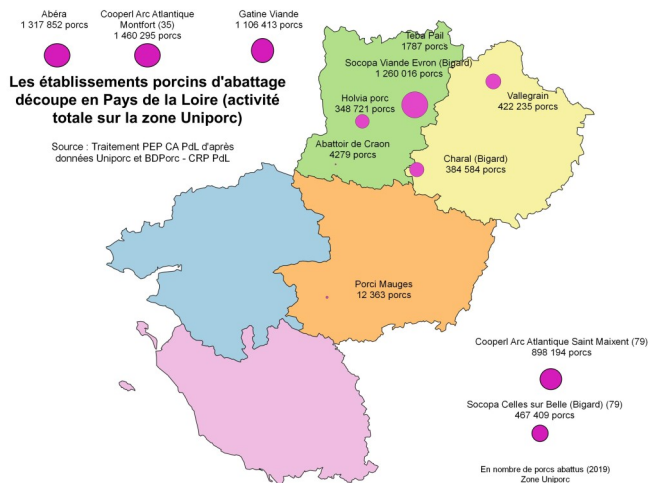 Abéra
1 317 852 porcs
Cooperl Arc Atlantique
Montfort (35)
1 460 295 porcs
Gatine Viande
1 106 413 porcs
Les établissements porcins d'abattage
découpe en Pays de la Loire (activité
totale sur la zone Uniporc)
Source : Traitement PEP CA PdL d'après
données Uniporc et BDPorc - CRP PdL
Teba Pail
1787 porcs
Socopa Viande Evron (Bigard)
1 260 016 porcs
Holvia porc
348 721 porcs
Abattoir de Craon
4279 porcs
Vallegrain
422 235 porcs
Charal (Bigard)
384 584 porcs
Porci Mauges
12 363 porcs
Cooperl Arc Atlantique Saint Maixent (79)
898 194 porcs
Socopa Celles sur Belle (Bigard) (79)
467 409 porcs
En nombre de porcs abattus (2019)
Zone Uniporc